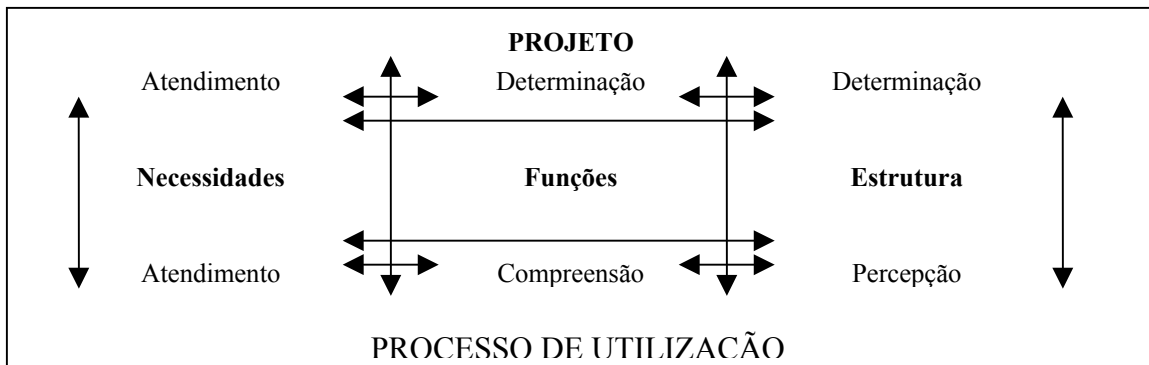 PROJETO
Atendimento Determinação Determinação
Necessidades Funções Estrutura
Atendimento Compreensão Percepção
PROCESSO DE UTILIZAÇÃO